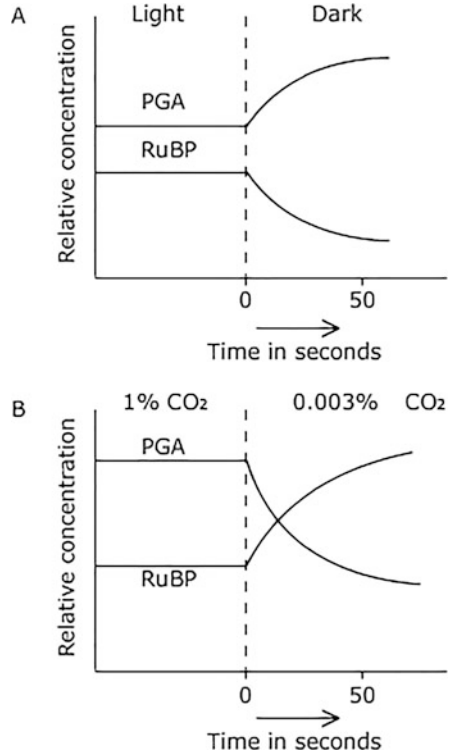 A
Light Dark
Relative concentration
PGA
RuBP
0 50
Time in seconds
B
1% CO₂ 0.003% CO₂
Relative concentration
PGA
RuBP
0 50
Time in seconds